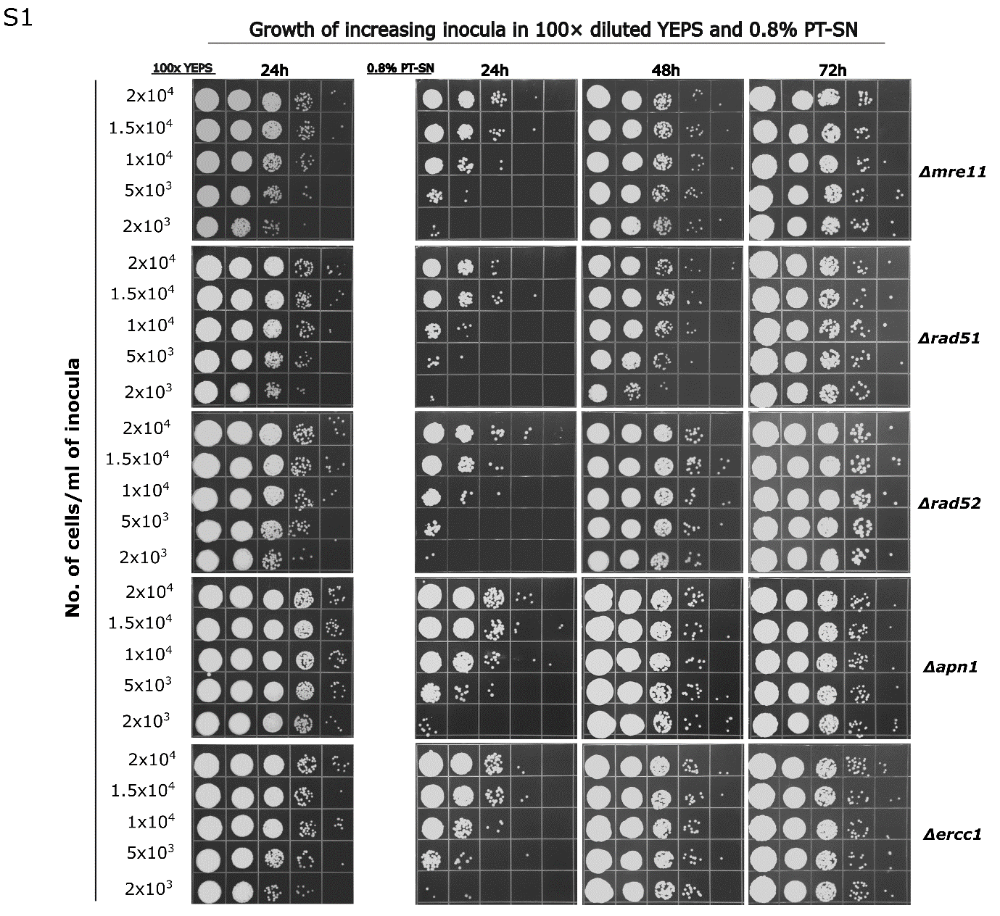 S1
Growth of increasing inocula in 100× diluted YEPS and 0.8% PT-SN
100x YEPS 24h 0.8% PT-SN 24h 48h 72h
No. of cells/ml of inocula
2x10⁴
1.5x10⁴
1x10⁴
5x10³
2x10³
Δmre11
2x10⁴
1.5x10⁴
1x10⁴
5x10³
2x10³
Δrad51
2x10⁴
1.5x10⁴
1x10⁴
5x10³
2x10³
Δrad52
2x10⁴
1.5x10⁴
1x10⁴
5x10³
2x10³
Δapn1
2x10⁴
1.5x10⁴
1x10⁴
5x10³
2x10³
Δercc1